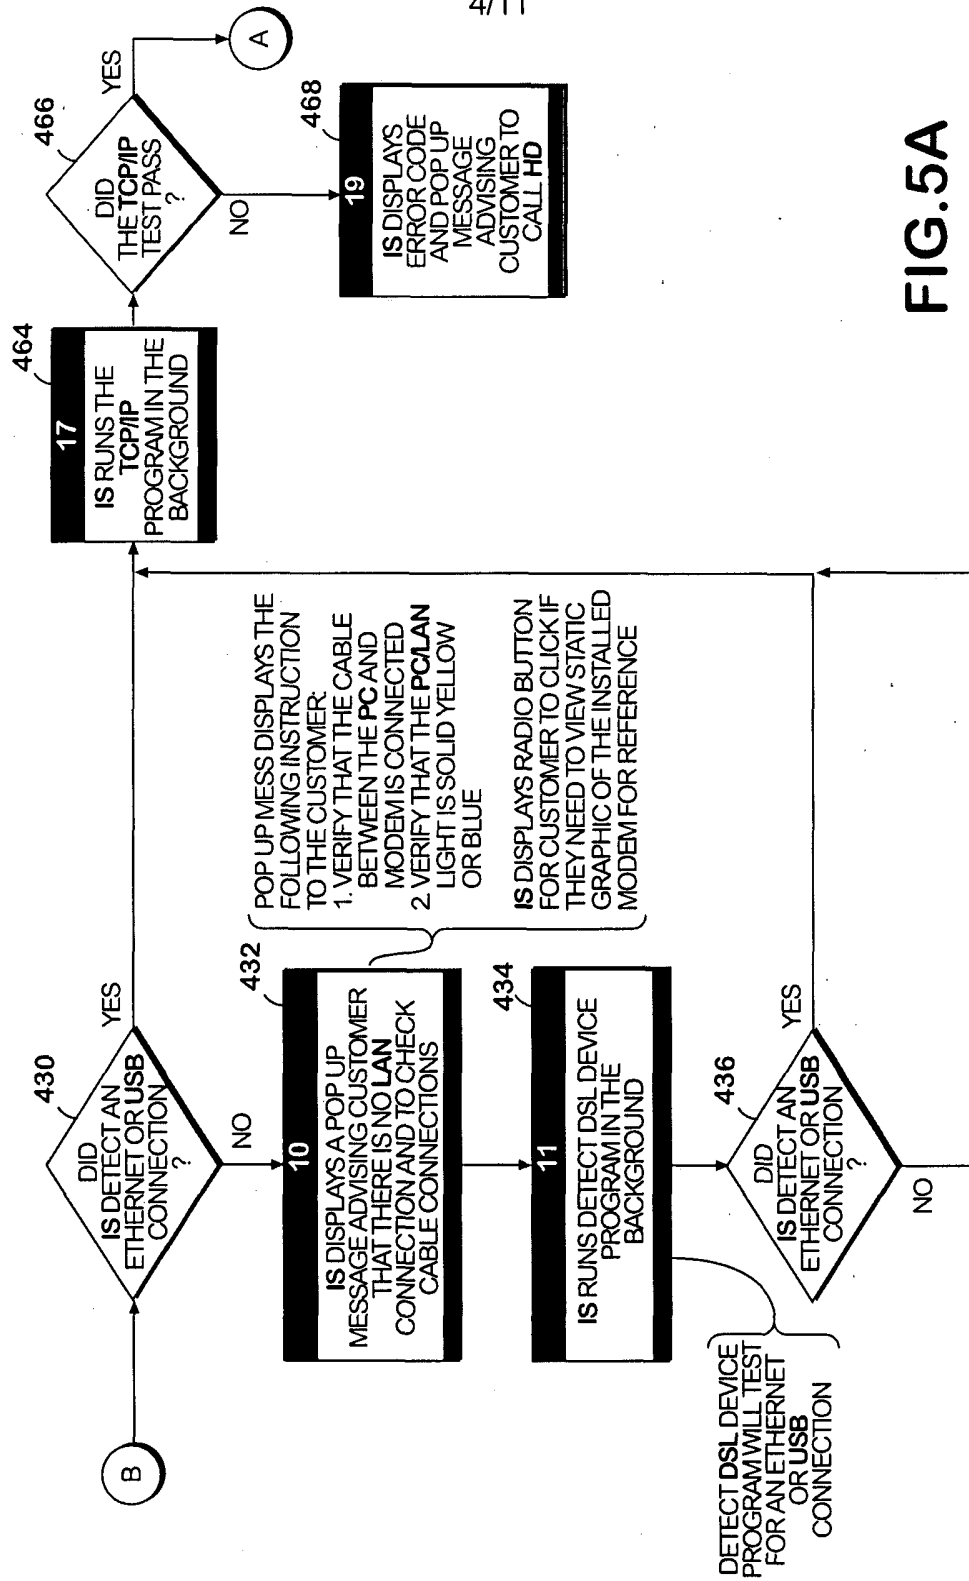 4/11
B
430
DID
IS DETECT AN
ETHERNET OR USB
CONNECTION
?
YES
NO
432
10
IS DISPLAYS A POP UP
MESSAGE ADVISING CUSTOMER
THAT THERE IS NO LAN
CONNECTION AND TO CHECK
CABLE CONNECTIONS
POP UP MESS DISPLAYS THE
FOLLOWING INSTRUCTION
TO THE CUSTOMER:
1. VERIFY THAT THE CABLE
BETWEEN THE PC AND
MODEM IS CONNECTED
2. VERIFY THAT THE PC/LAN
LIGHT IS SOLID YELLOW
OR BLUE
IS DISPLAYS RADIO BUTTON
FOR CUSTOMER TO CLICK IF
THEY NEED TO VIEW STATIC
GRAPHIC OF THE INSTALLED
MODEM FOR REFERENCE
434
11
IS RUNS DETECT DSL DEVICE
PROGRAM IN THE
BACKGROUND
DETECT DSL DEVICE
PROGRAM WILL TEST
FOR AN ETHERNET
OR USB
CONNECTION
436
DID
IS DETECT AN
ETHERNET OR USB
CONNECTION
?
YES
NO
464
17
IS RUNS THE
TCP/IP
PROGRAM IN THE
BACKGROUND
466
DID
THE TCP/IP
TEST PASS
?
YES
A
NO
468
19
IS DISPLAYS
ERROR CODE
AND POP UP
MESSAGE
ADVISING
CUSTOMER TO
CALL HD
FIG.5A